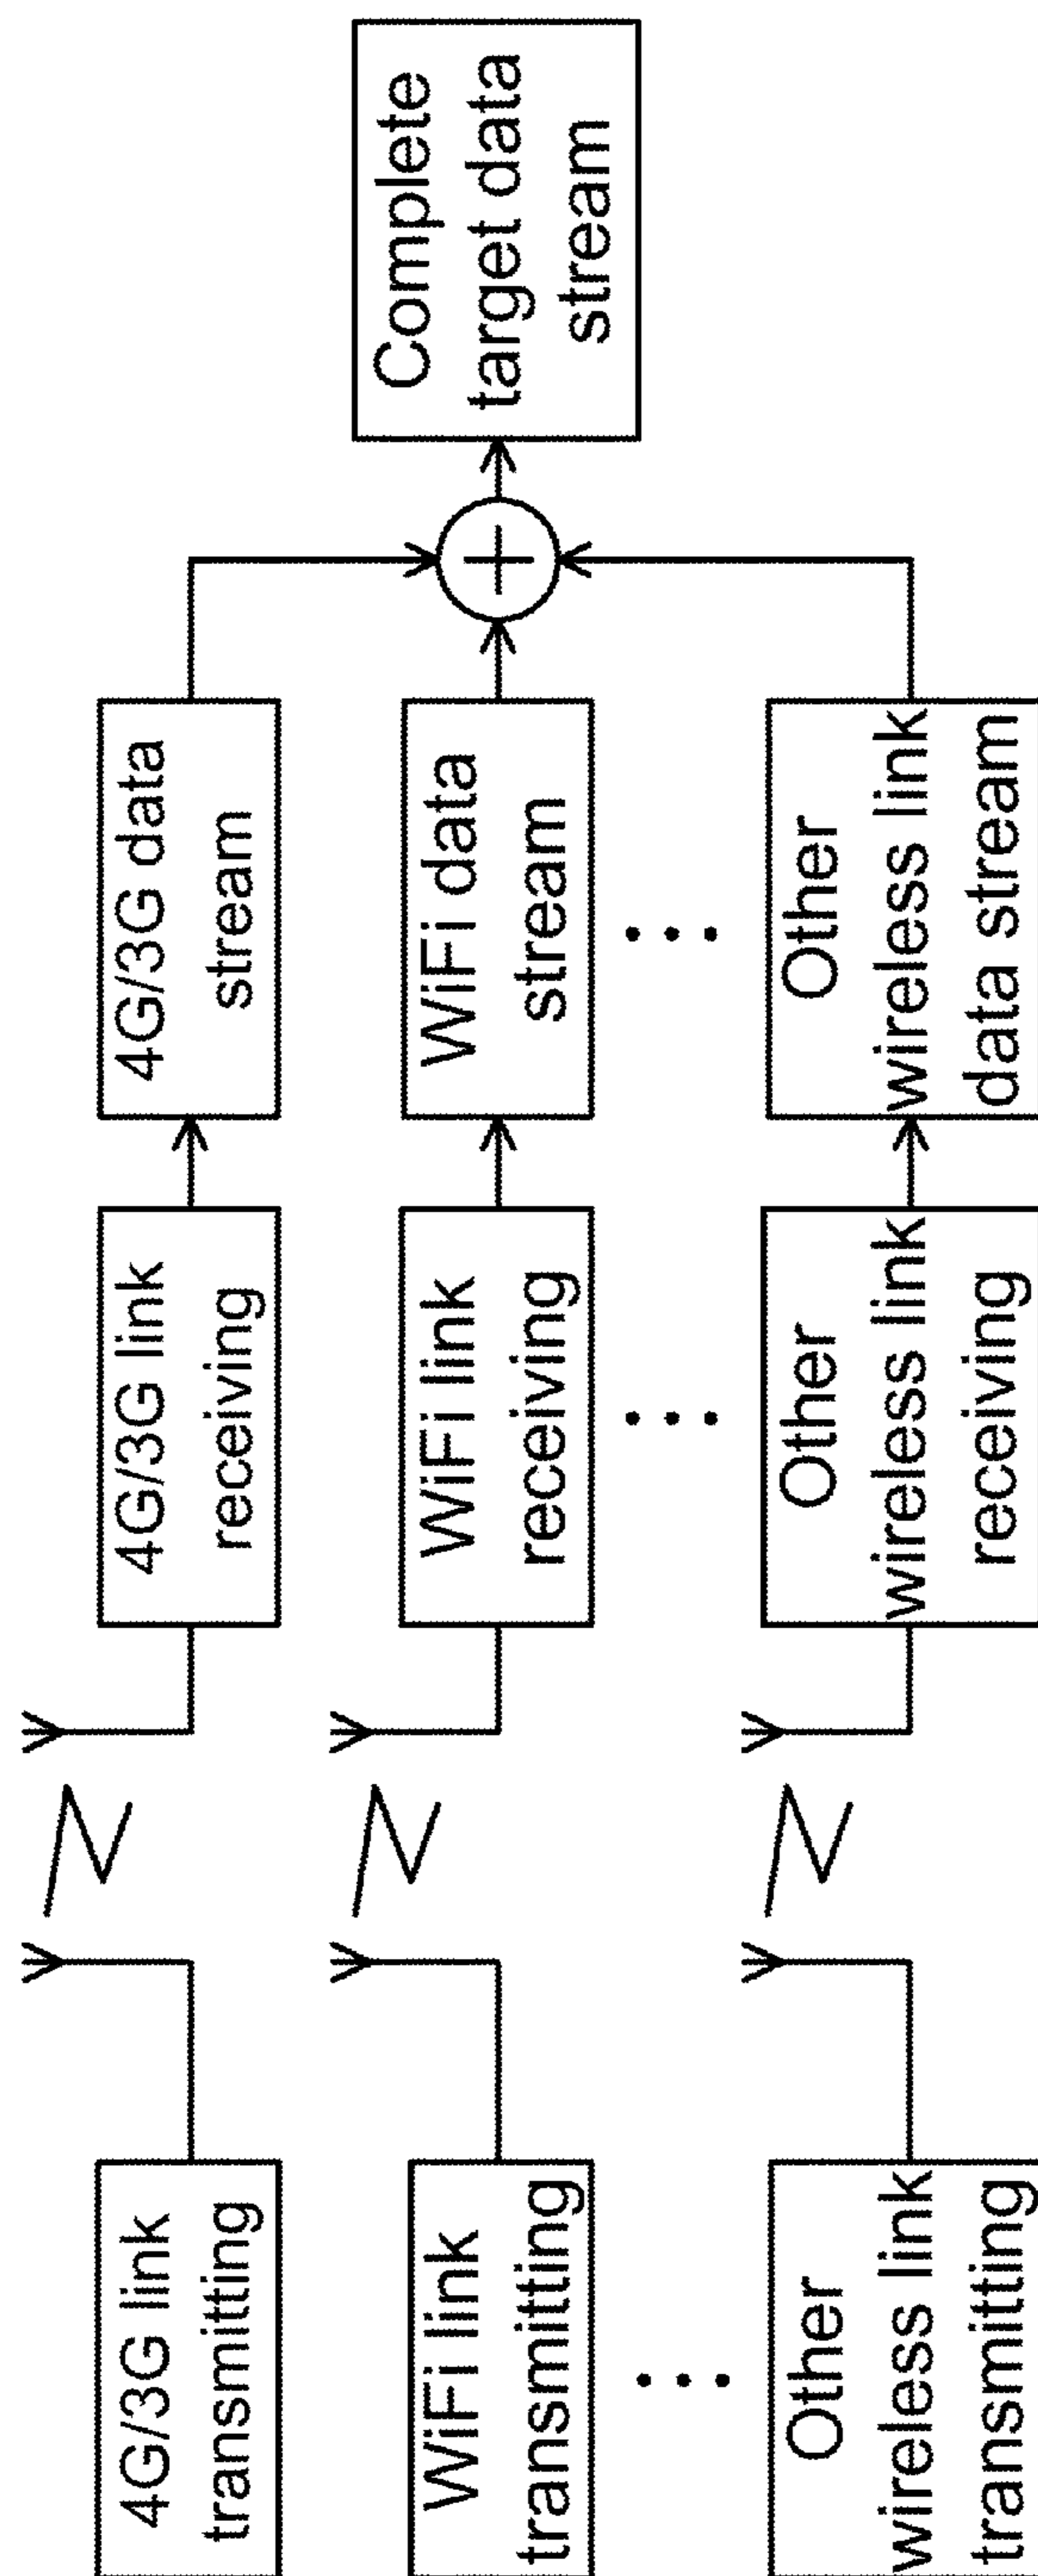 4G/3G link
transmitting
4G/3G link
receiving
4G/3G data
stream
WiFi link
transmitting
WiFi link
receiving
WiFi data
stream
Complete
target data
stream
Other
wireless link
transmitting
Other
wireless link
receiving
Other
wireless link
data stream